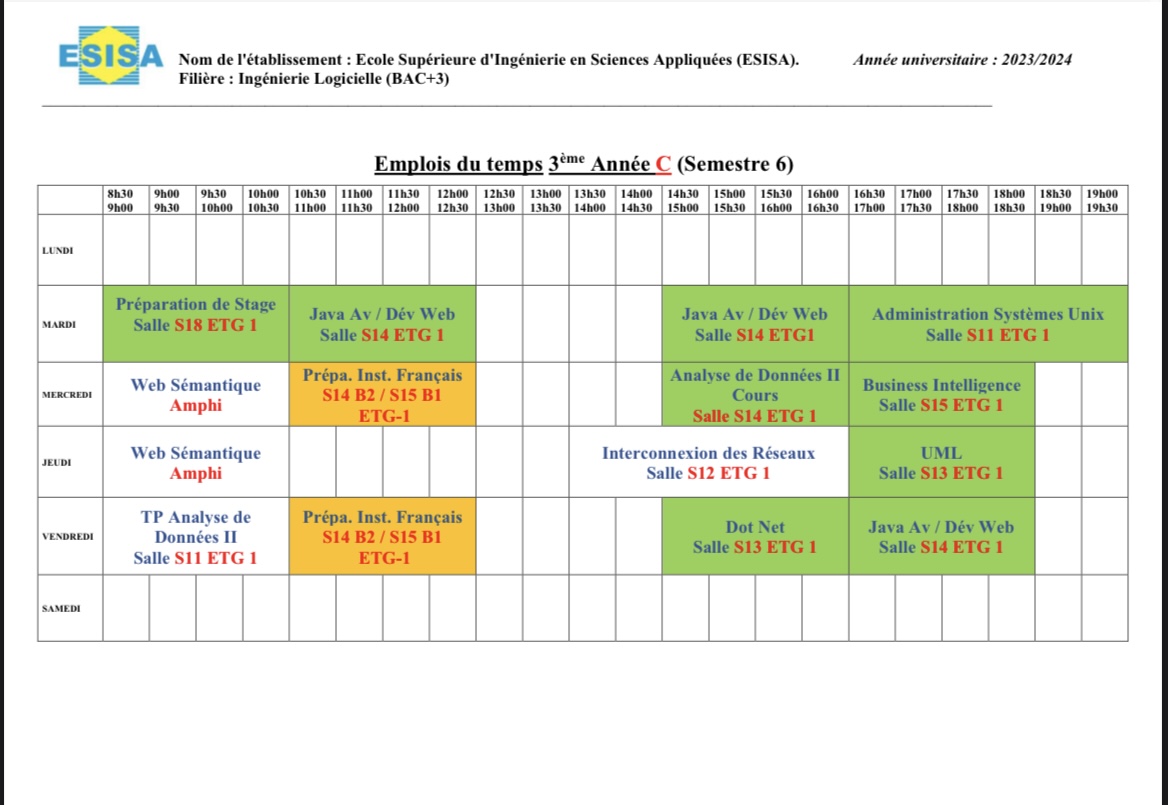 ESISA
Nom de l'établissement : Ecole Supérieure d'Ingénierie en Sciences Appliquées (ESISA). Année universitaire : 2023/2024
Filière : Ingénierie Logicielle (BAC+3)
Emplois du temps 3ème Année C (Semestre 6)
8h30 9h00 9h30 10h00 10h30 11h00 11h30 12h00 12h30 13h00 13h30 14h00 14h30 15h00 15h30 16h00 16h30 17h00 17h30 18h00 18h30 19h00
9h00 9h30 10h00 10h30 11h00 11h30 12h00 12h30 13h00 13h30 14h00 14h30 15h00 15h30 16h00 16h30 17h00 17h30 18h00 18h30 19h00 19h30
LUNDI
MARDI
Préparation de Stage
Salle S18 ETG 1
Java Av / Dév Web
Salle S14 ETG 1
Java Av / Dév Web
Salle S14 ETG1
Administration Systèmes Unix
Salle S11 ETG 1
MERCREDI
Web Sémantique
Amphi
Prépa. Inst. Français
S14 B2 / S15 B1
ETG-1
Analyse de Données II
Cours
Salle S14 ETG 1
Business Intelligence
Salle S15 ETG 1
JEUDI
Web Sémantique
Amphi
Interconnexion des Réseaux
Salle S12 ETG 1
UML
Salle S13 ETG 1
VENDREDI
TP Analyse de
Données II
Salle S11 ETG 1
Prépa. Inst. Français
S14 B2 / S15 B1
ETG-1
Dot Net
Salle S13 ETG 1
Java Av / Dév Web
Salle S14 ETG 1
SAMEDI